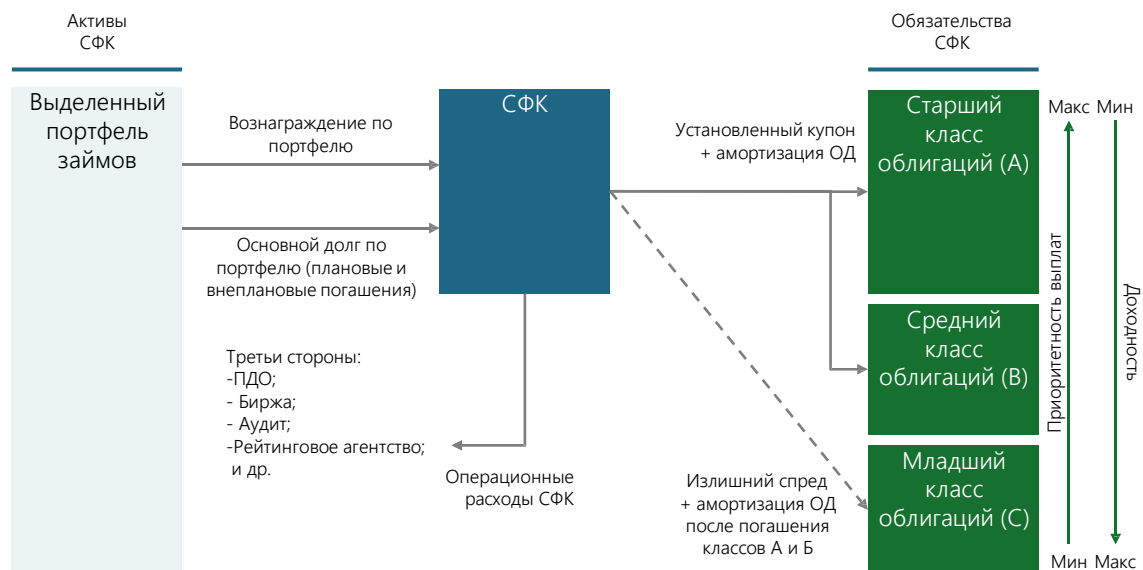 Активы
СФК
Обязательства
СФК
Выделенный
портфель
займов
Вознаграждение по
портфелю
Основной долг по
портфелю (плановые и
внеплановые погашения)
СФК
Третьи стороны:
-ПДО;
- Биржа;
- Аудит;
-Рейтинговое агентство;
и др.
Операционные
расходы СФК
Установленный купон
+ амортизация ОД
Излишний спред
+ амортизация ОД
после погашения
классов А и Б
Старший
класс
облигаций (А)
Средний
класс
облигаций (В)
Младший
класс
облигаций (С)
Макс Мин
Приоритетность выплат
Доходность
Мин Макс